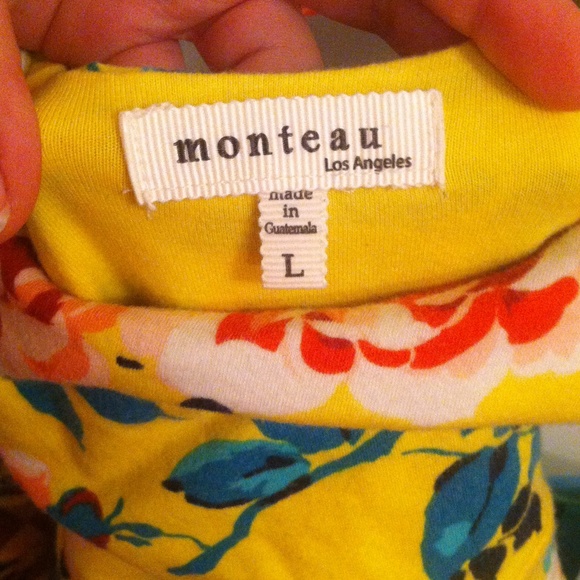 monteau
Los Angeles
made
in
Guatemala
L